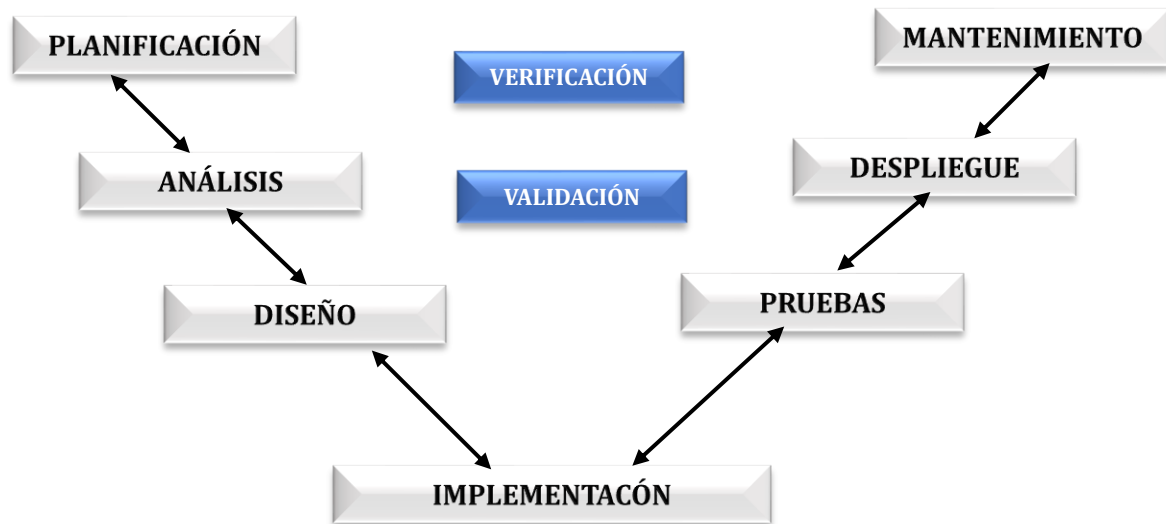 PLANIFICACIÓN
MANTENIMIENTO
VERIFICACIÓN
DESPLIEGUE
ANÁLISIS
VALIDACIÓN
DISEÑO
PRUEBAS
IMPLEMENTACÓN